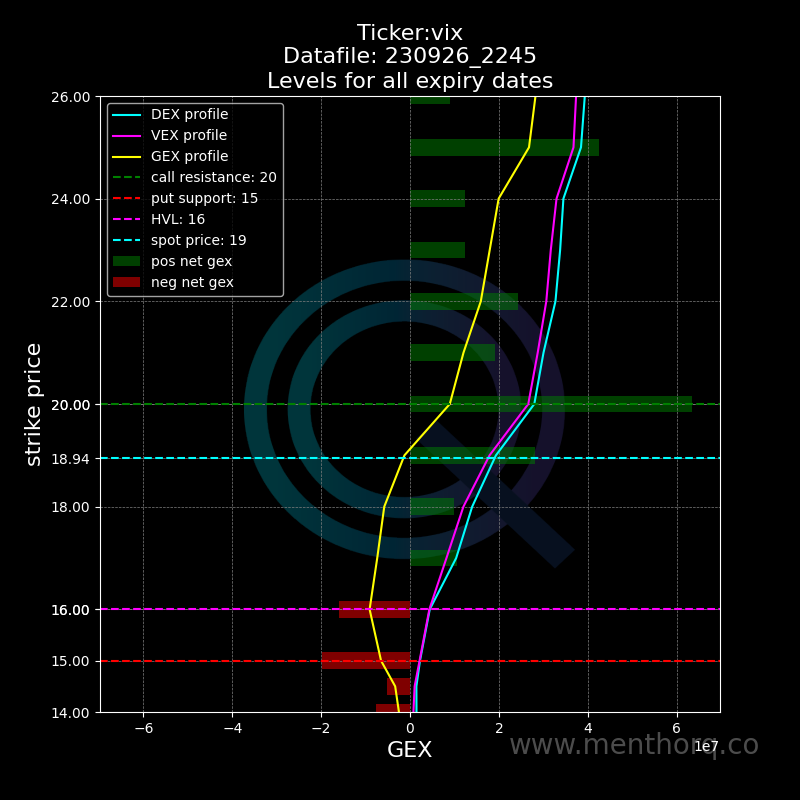 Ticker:vix
Datafile: 230926_2245
Levels for all expiry dates
DEX profile
VEX profile
GEX profile
call resistance: 20
put support: 15
HVL: 16
spot price: 19
pos net gex
neg net gex
strike price
26.00
24.00
22.00
20.00
18.94
18.00
16.00
15.00
14.00
−6
−4
−2
0
2
4
6
1e7
GEX
www.menthorq.co